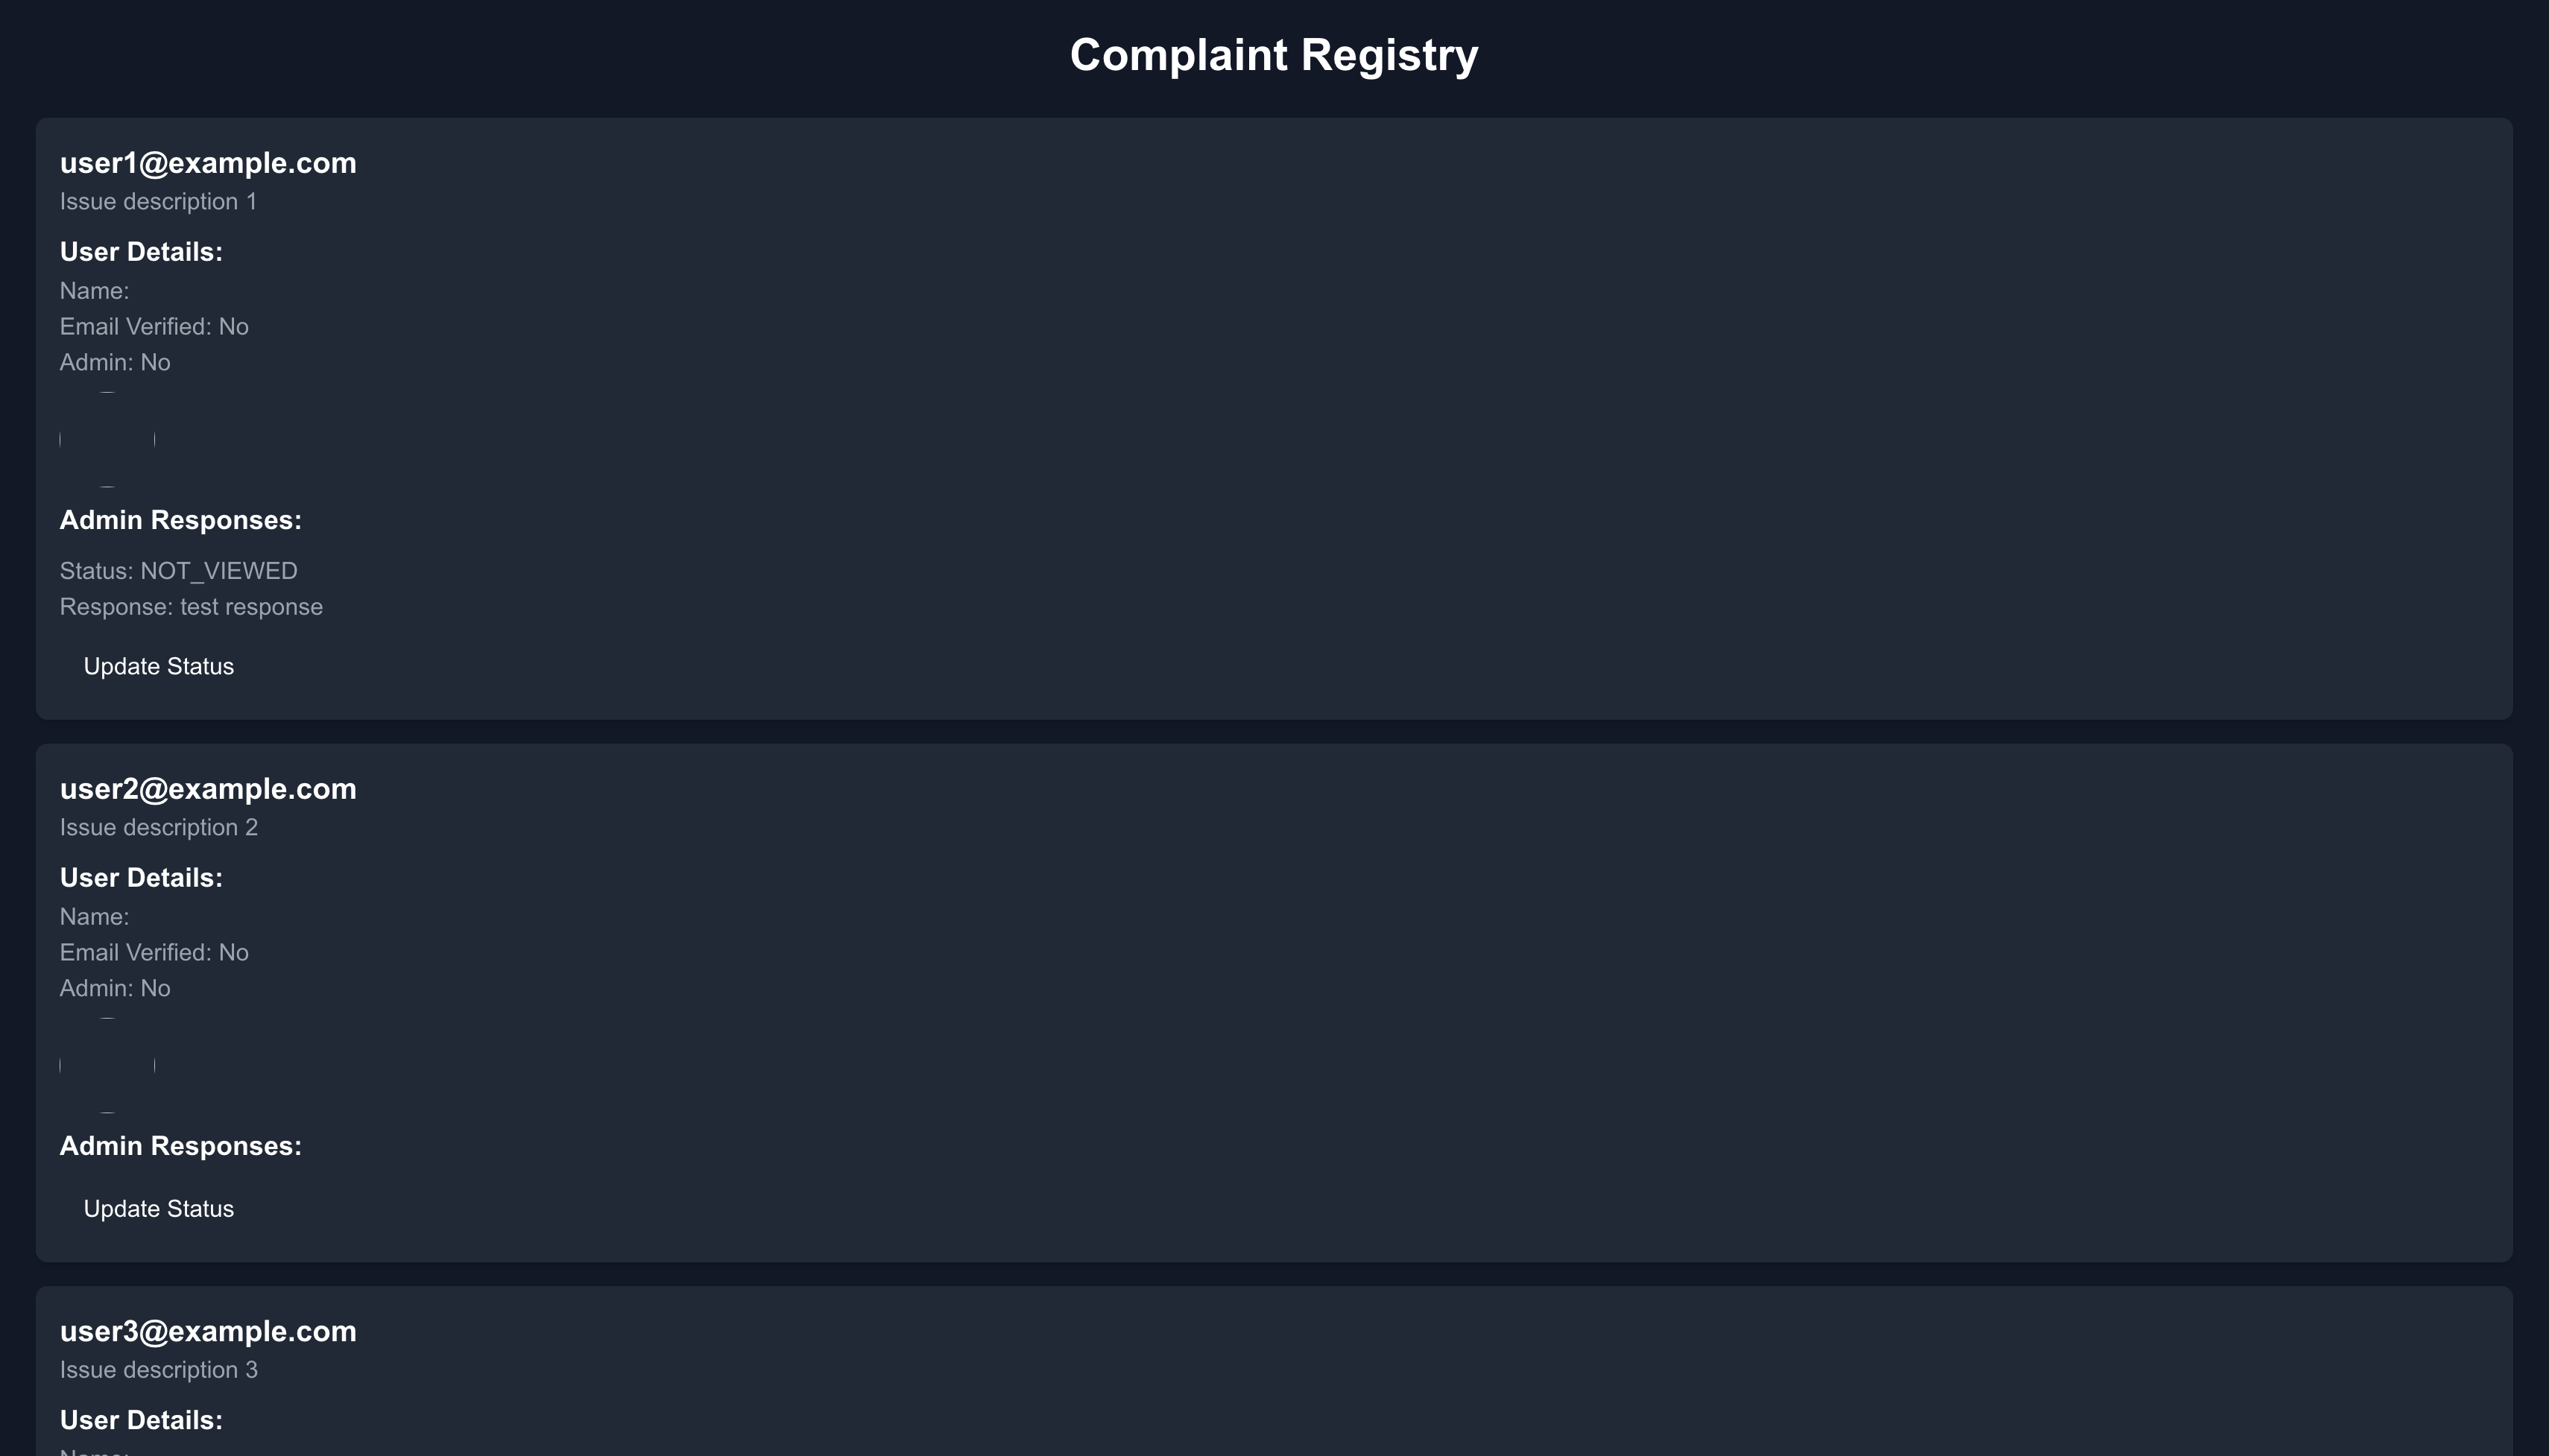 Complaint Registry
user1@example.com
Issue description 1
User Details:
Name:
Email Verified: No
Admin: No
Admin Responses:
Status: NOT_VIEWED
Response: test response
Update Status
user2@example.com
Issue description 2
User Details:
Name:
Email Verified: No
Admin: No
Admin Responses:
Update Status
user3@example.com
Issue description 3
User Details:
Name: